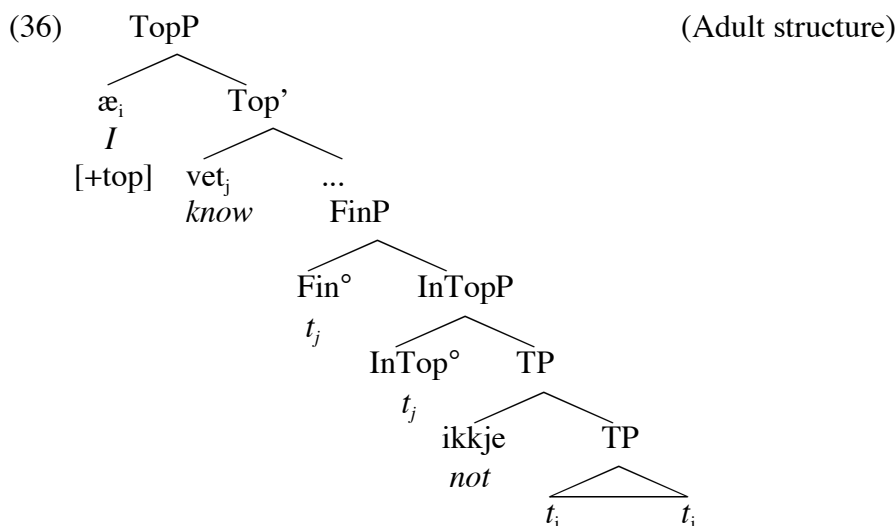 (36) TopP (Adult structure)
æi Top’
I
[+top] vetj ...
know FinP
Fin° InTopP
tj
InTop° TP
tj
ikkje TP
not
ti tj